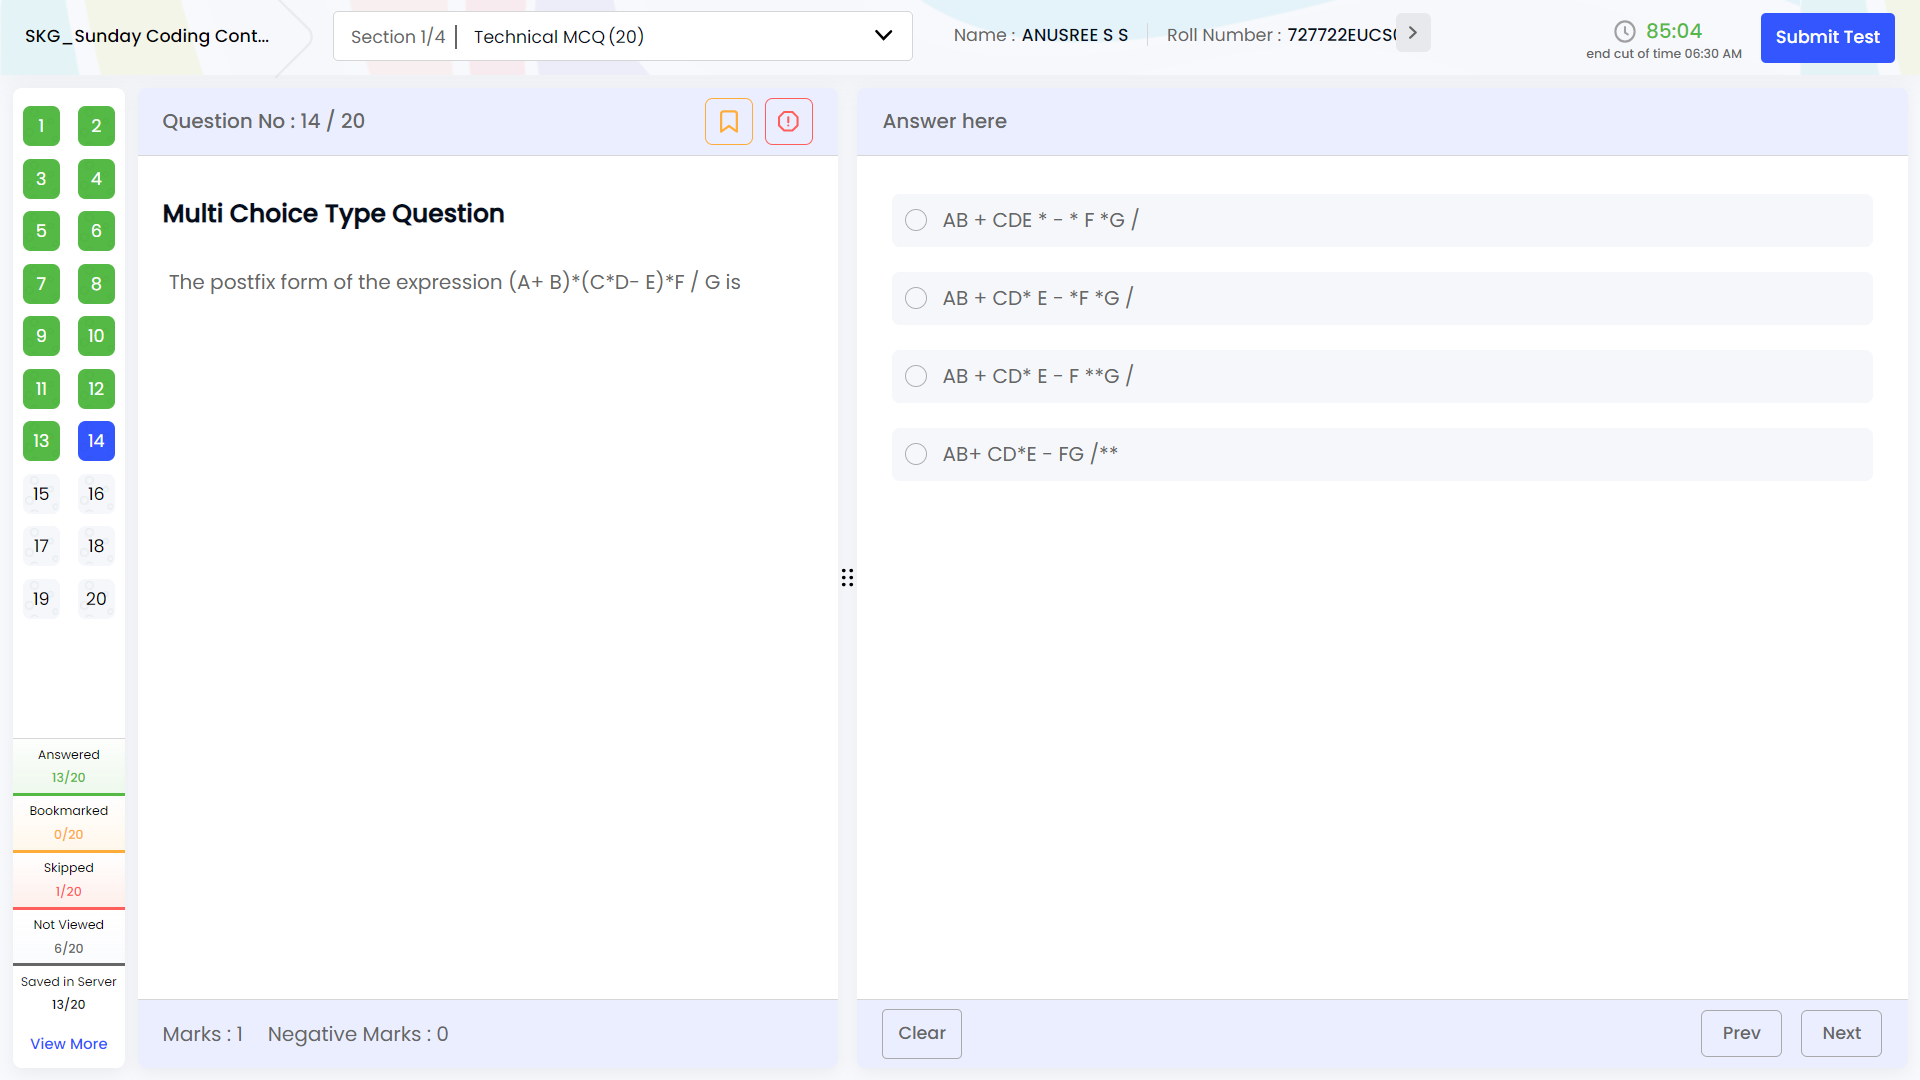 SKG_Sunday Coding Cont...
Section 1/4 | Technical MCQ (20)
Name : ANUSREE S S
Roll Number : 727722EUCS
85:04
end cut of time 06:30 AM
Submit Test
1 2
3 4
5 6
7 8
9 10
11 12
13 14
15 16
17 18
19 20
Answered
13/20
Bookmarked
0/20
Skipped
1/20
Not Viewed
6/20
Saved in Server
13/20
View More
Question No : 14 / 20
Multi Choice Type Question
The postfix form of the expression (A+ B)*(C*D- E)*F / G is
Marks : 1 Negative Marks : 0
Answer here
AB + CDE * - * F *G /
AB + CD* E - *F *G /
AB + CD* E - F **G /
AB+ CD*E - FG /**
Clear
Prev
Next